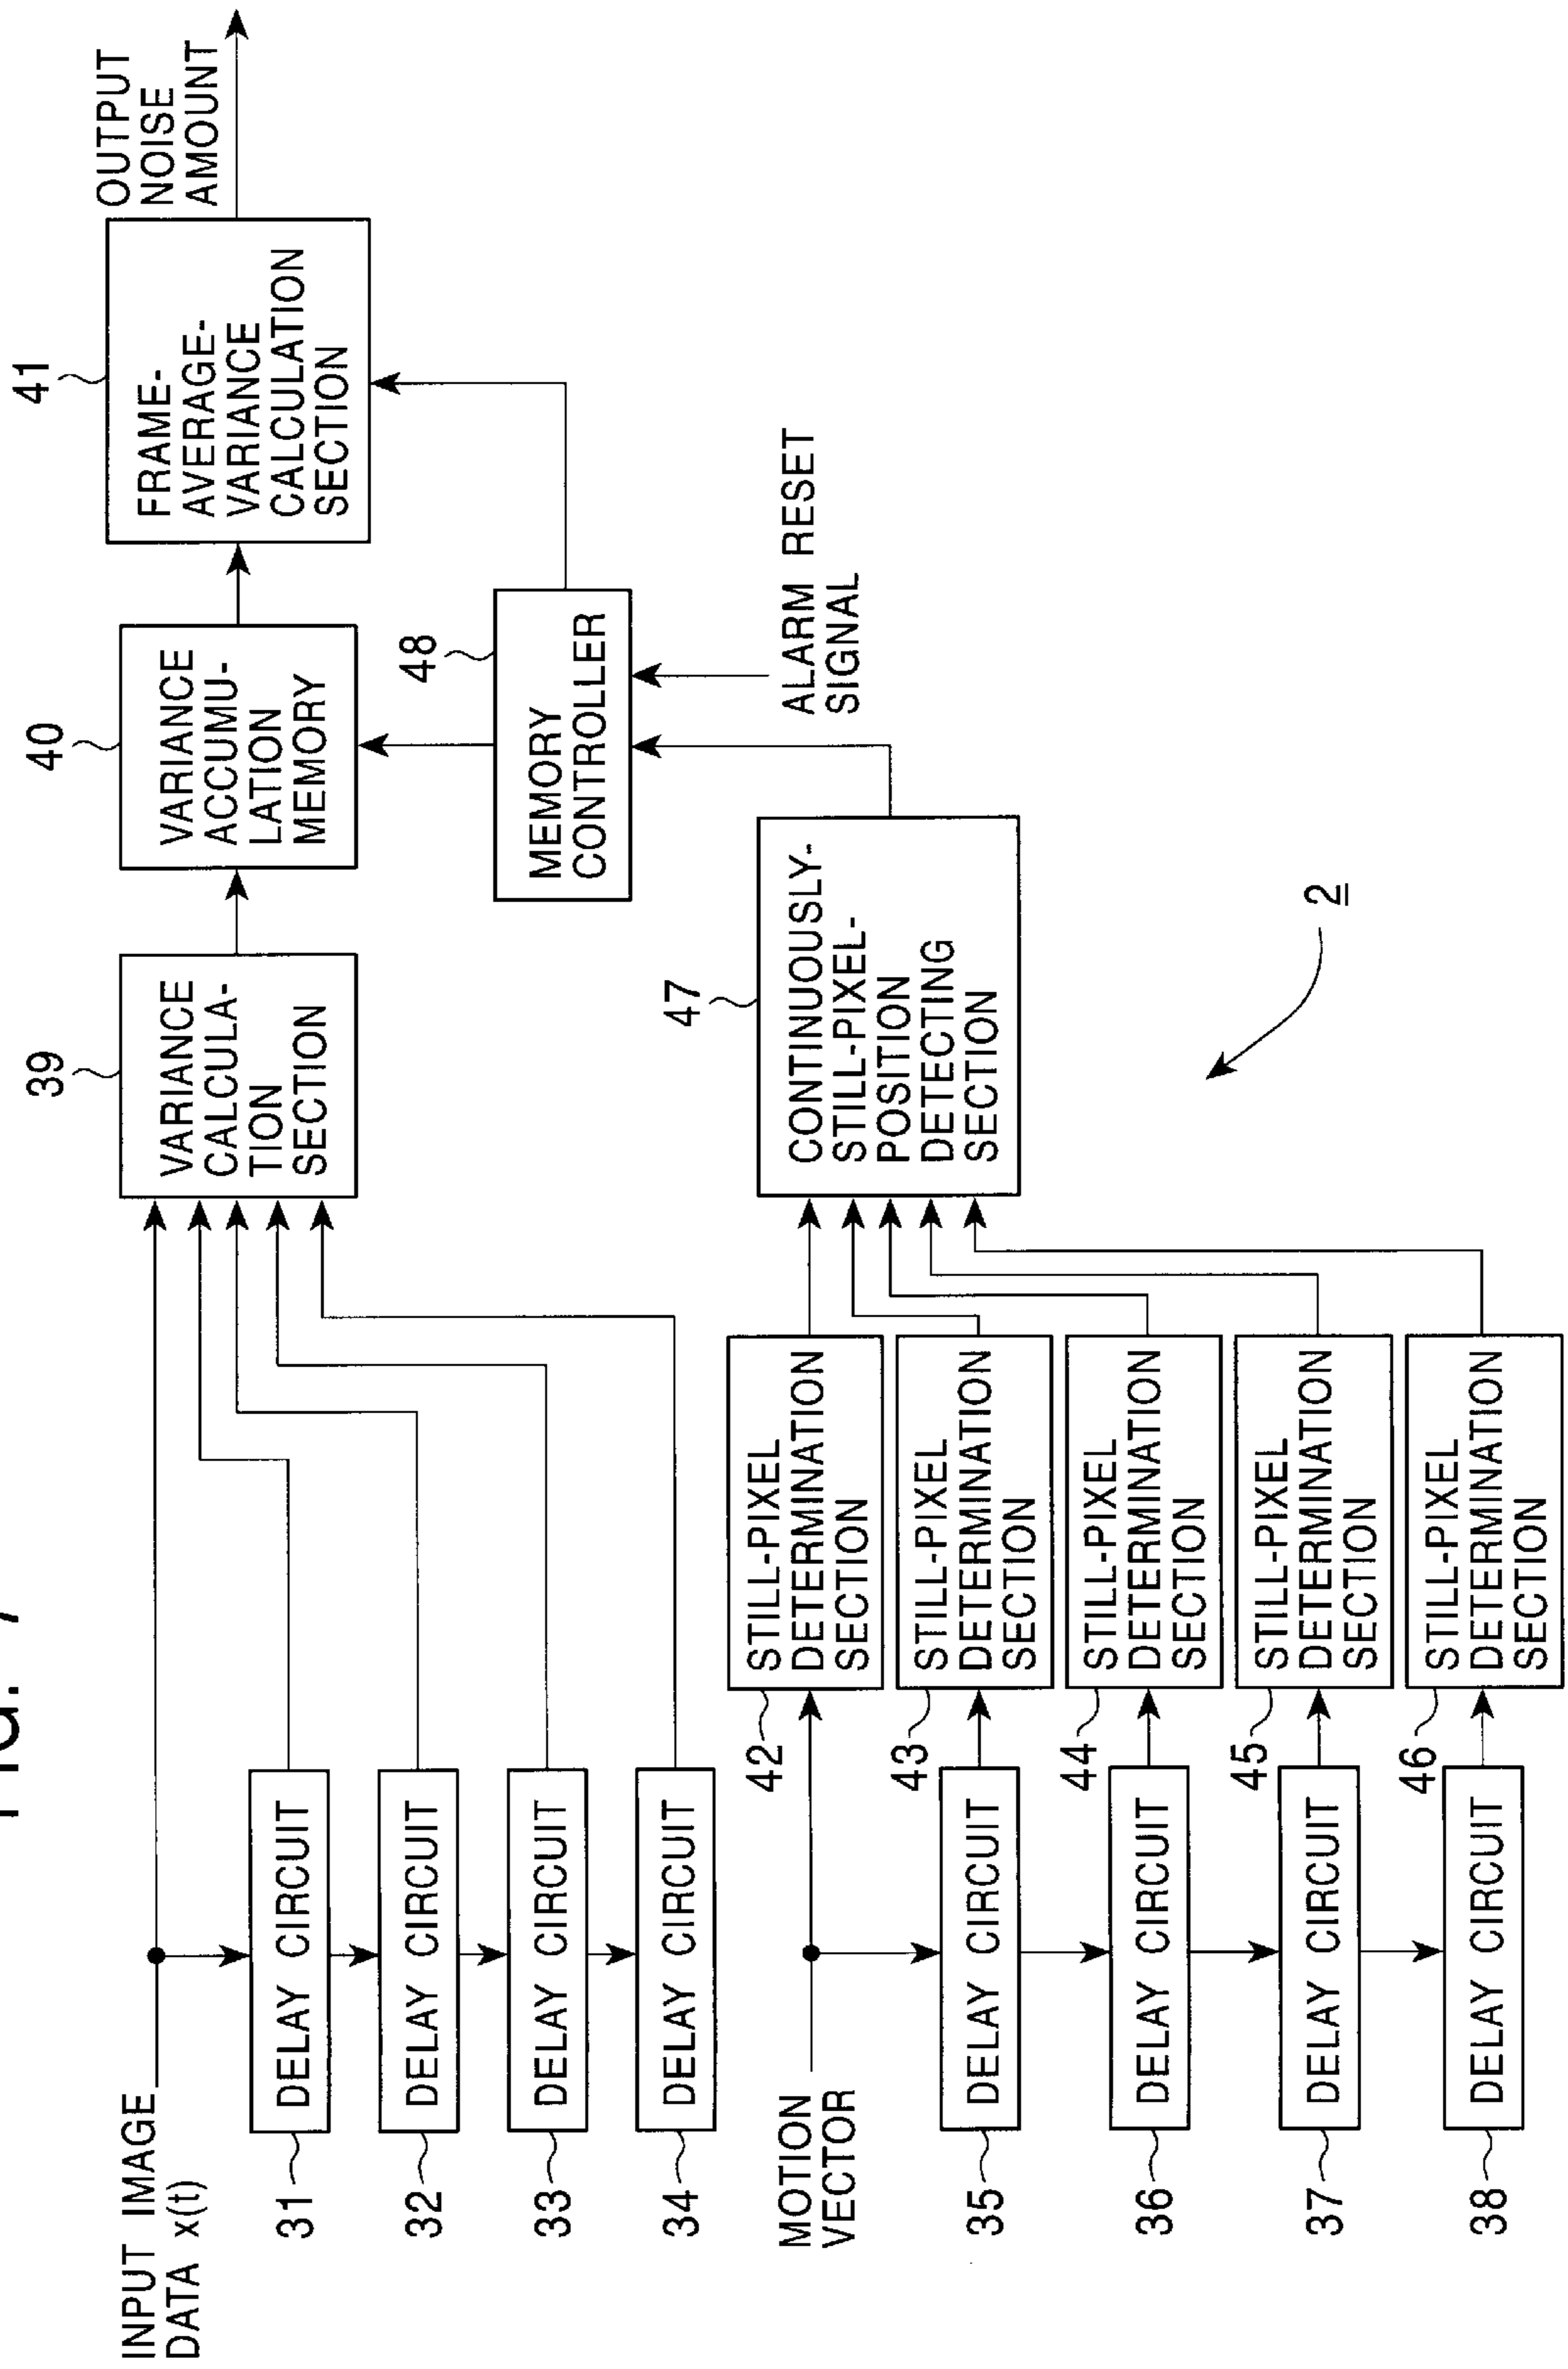 INPUT IMAGE
DATA x(t)
31
DELAY CIRCUIT
32
DELAY CIRCUIT
33
DELAY CIRCUIT
34
DELAY CIRCUIT
39
VARIANCE
CALCULA-
TION
SECTION
40
VARIANCE
ACCUMU-
LATION
MEMORY
41
FRAME-
AVERAGE-
VARIANCE
CALCULATION
SECTION
OUTPUT
NOISE
AMOUNT
48
MEMORY
CONTROLLER
ALARM RESET
SIGNAL
MOTION
VECTOR
35
DELAY CIRCUIT
36
DELAY CIRCUIT
37
DELAY CIRCUIT
38
DELAY CIRCUIT
42
STILL-PIXEL
DETERMINATION
SECTION
43
STILL-PIXEL
DETERMINATION
SECTION
44
STILL-PIXEL
DETERMINATION
SECTION
45
STILL-PIXEL
DETERMINATION
SECTION
46
STILL-PIXEL
DETERMINATION
SECTION
47
CONTINUOUSLY-
STILL-PIXEL-
POSITION
DETECTING
SECTION
2